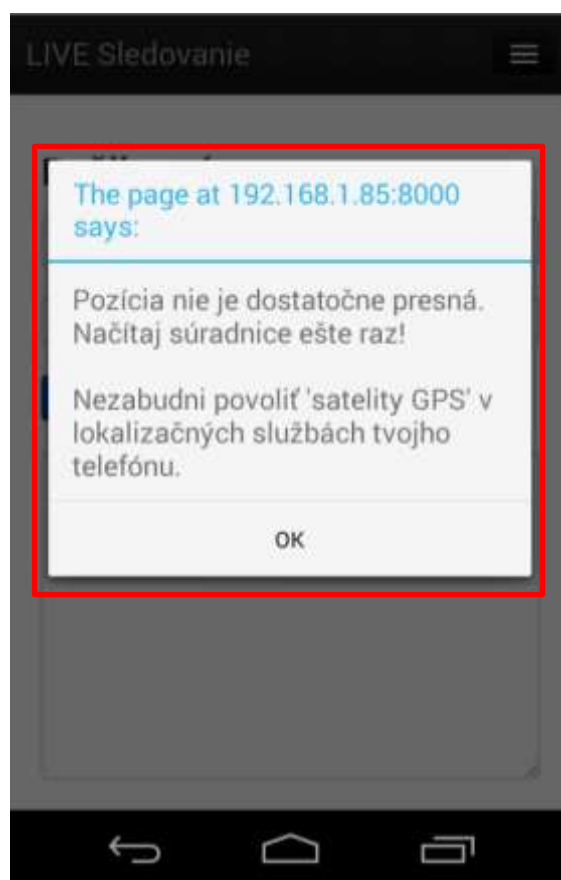 LIVE Sledovanie
The page at 192.168.1.85:8000
says:
Pozícia nie je dostatočne presná.
Načítaj súradnice ešte raz!
Nezabudni povoliť 'satelity GPS' v
lokalizačných službách tvojho
telefónu.
OK